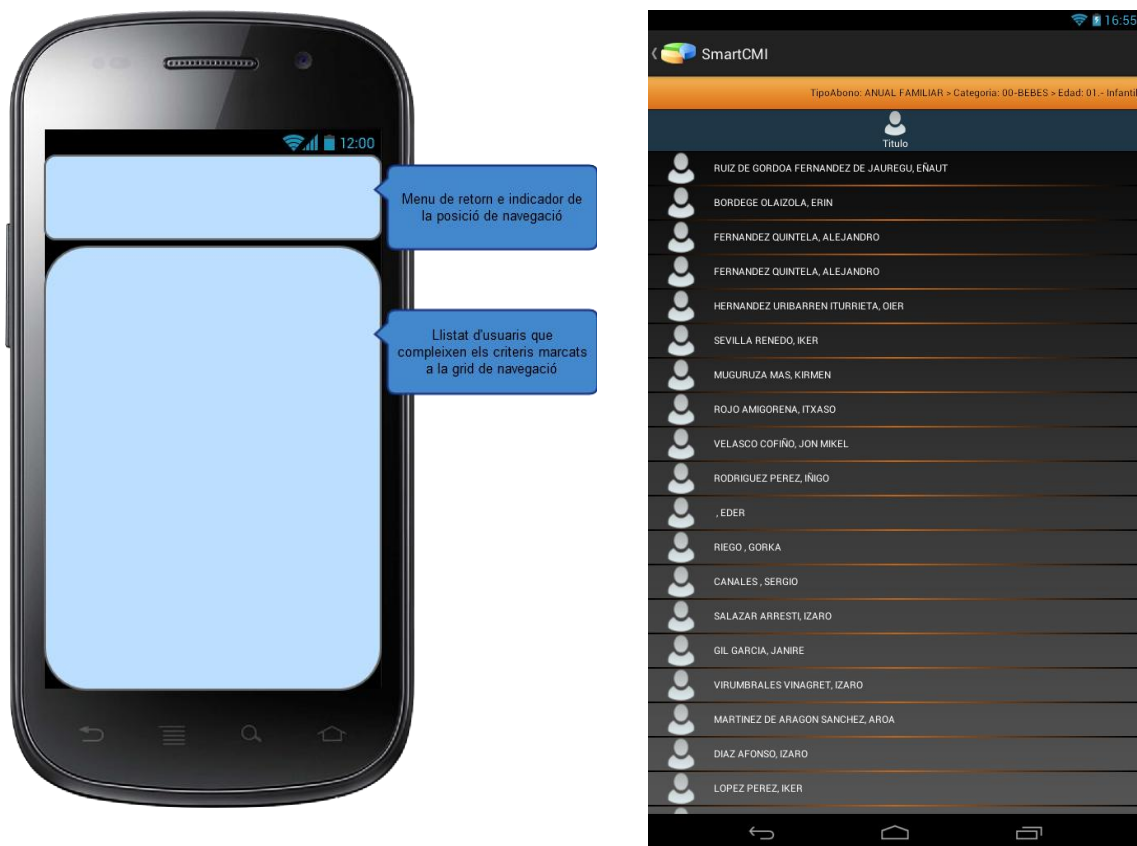 12:00
Menu de retorn e indicador de
la posició de navegació
Llistat d'usuaris que
compleixen els criteris marcats
a la grid de navegació
16:55
SmartCMI
TipoAbono: ANUAL FAMILIAR > Categoria: 00-BEBES > Edad: 01.- Infantil
Titulo
RUIZ DE GORDOA FERNANDEZ DE JAUREGU, EÑAUT
BORDEGE OLAIZOLA, ERIN
FERNANDEZ QUINTELA, ALEJANDRO
FERNANDEZ QUINTELA, ALEJANDRO
HERNANDEZ URIBARREN ITURRIETA, OIER
SEVILLA RENEDO, IKER
MUGURUZA MAS, KIRMEN
ROJO AMIGORENA, ITXASO
VELASCO COFIÑO, JON MIKEL
RODRIGUEZ PEREZ, IÑIGO
, EDER
RIEGO , GORKA
CANALES , SERGIO
SALAZAR ARRESTI, IZARO
GIL GARCIA, JANIRE
VIRUMBRALES VINAGRET, IZARO
MARTINEZ DE ARAGON SANCHEZ, AROA
DIAZ AFONSO, IZARO
LOPEZ PEREZ, IKER